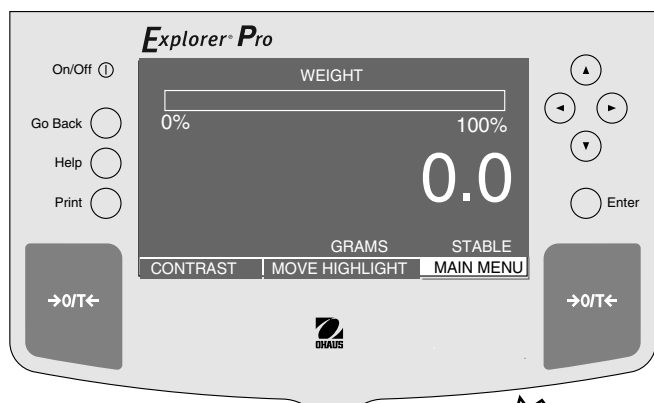 Explorer® Pro
On/Off
Go Back
Help
Print
WEIGHT
0% 100%
0.0
GRAMS STABLE
CONTRAST MOVE HIGHLIGHT MAIN MENU
Enter
→0/T←
→0/T←
OHAUS